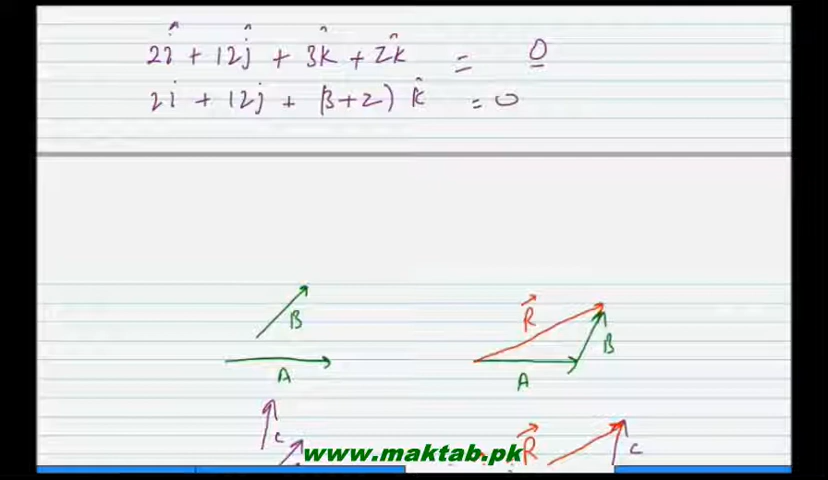 2î + 12ĵ + 3k̂ + 2k̂ = 0
2i + 12j + (3+2) k̂ = 0
B
A
R⃗
B
A
C
R⃗
C
www.maktab.pk